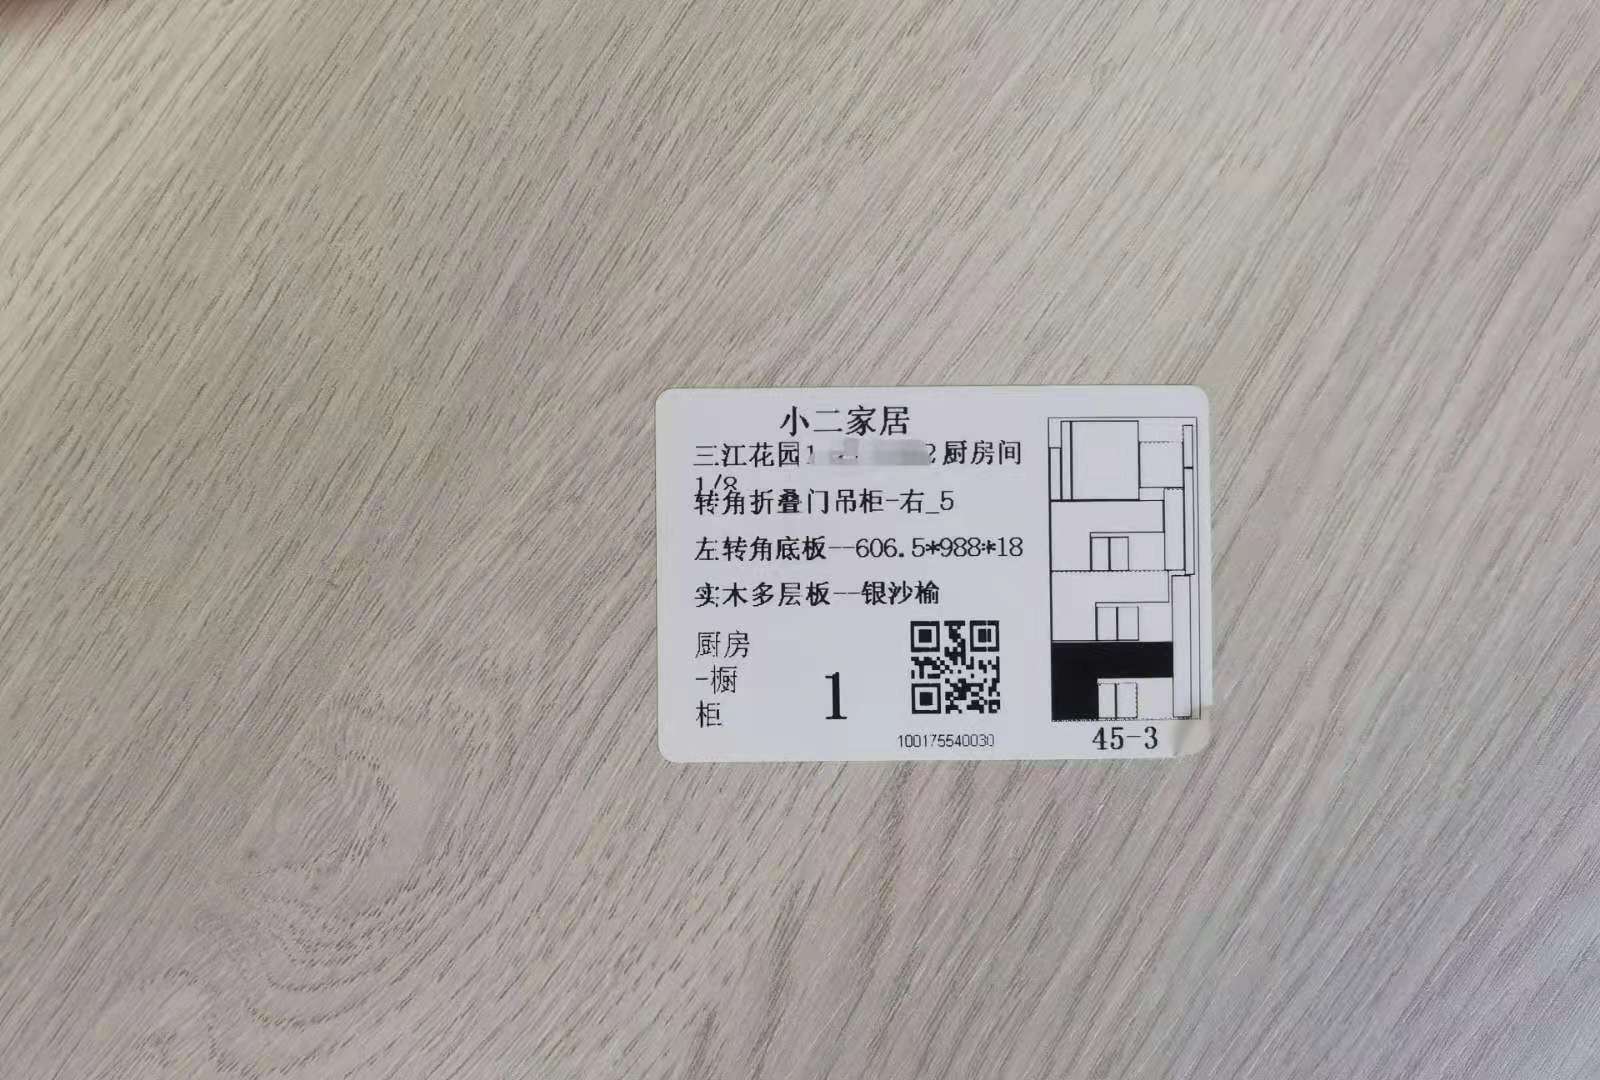 小二家居
三江花园1 2厨房间
1/8
转角折叠门吊柜-右_5
左转角底板--606.5*988*18
实木多层板--银沙榆
厨房
-橱
柜
1
100175540030
45-3